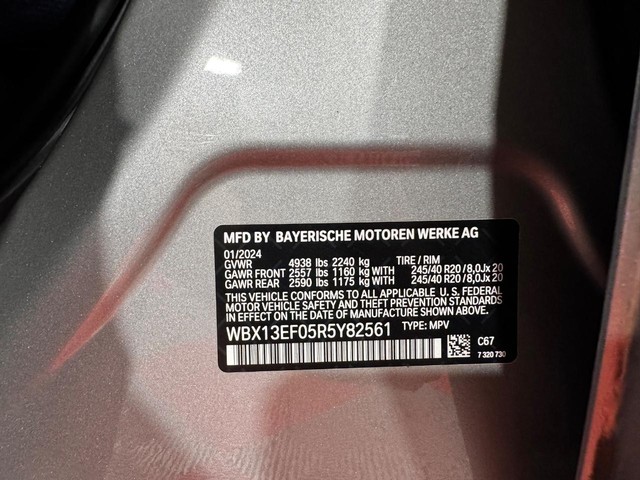 MFD BY BAYERISCHE MOTOREN WERKE AG
01/2024
GVWR 4938 lbs 2240 kg TIRE / RIM
GAWR FRONT 2557 lbs 1160 kg WITH 245/40 R20 / 8,0Jx 20
GAWR REAR 2590 lbs 1175 kg WITH 245/40 R20 / 8,0Jx 20
THIS VEHICLE CONFORMS TO ALL APPLICABLE U. S. FEDERAL
MOTOR VEHICLE SAFETY AND THEFT PREVENTION STANDARDS
IN EFFECT ON THE DATE OF MANUFACTURE SHOWN ABOVE.
WBX13EF05R5Y82561 TYPE: MPV
C67
7 320 730